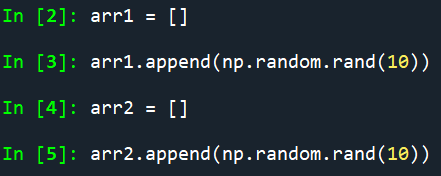 In [2]: arr1 = []
In [3]: arr1.append(np.random.rand(10))
In [4]: arr2 = []
In [5]: arr2.append(np.random.rand(10))